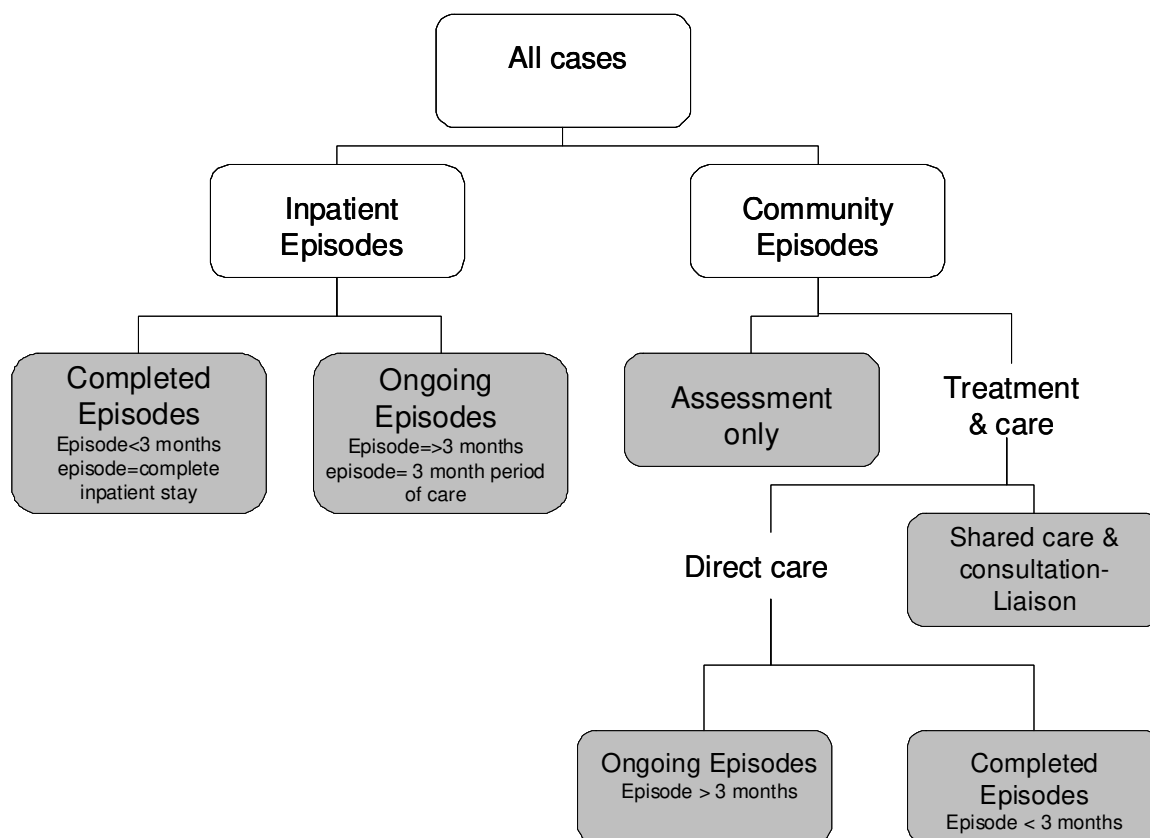 All cases
Inpatient
Episodes
Community
Episodes
Completed
Episodes
Episode<3 months
episode=complete
inpatient stay
Ongoing
Episodes
Episode=>3 months
episode= 3 month period
of care
Assessment
only
Treatment
& care
Direct care
Shared care &
consultation-
Liaison
Ongoing Episodes
Episode > 3 months
Completed
Episodes
Episode < 3 months